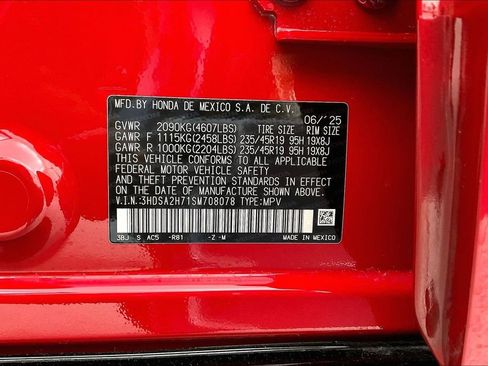 MFD.BY HONDA DE MEXICO S.A. DE C.V.
06/'25
GVWR 2090KG(4607LBS) TIRE SIZE RIM SIZE
GAWR F 1115KG(2458LBS) 235/45R19 95H 19X8J
GAWR R 1000KG(2204LBS) 235/45R19 95H 19X8J
THIS VEHICLE CONFORMS TO ALL APPLICABLE FEDERAL SAFETY,
AND THEFT PREVENTION STANDARDS IN EFFECT
ON THE DATE OF MANUFACTURE SHOWN ABOVE.
V.I.N.:3HDSA2H71SM708078 TYPE:MPV
3BJ S AC5 -R81 -Z -M MADE IN MEXICO